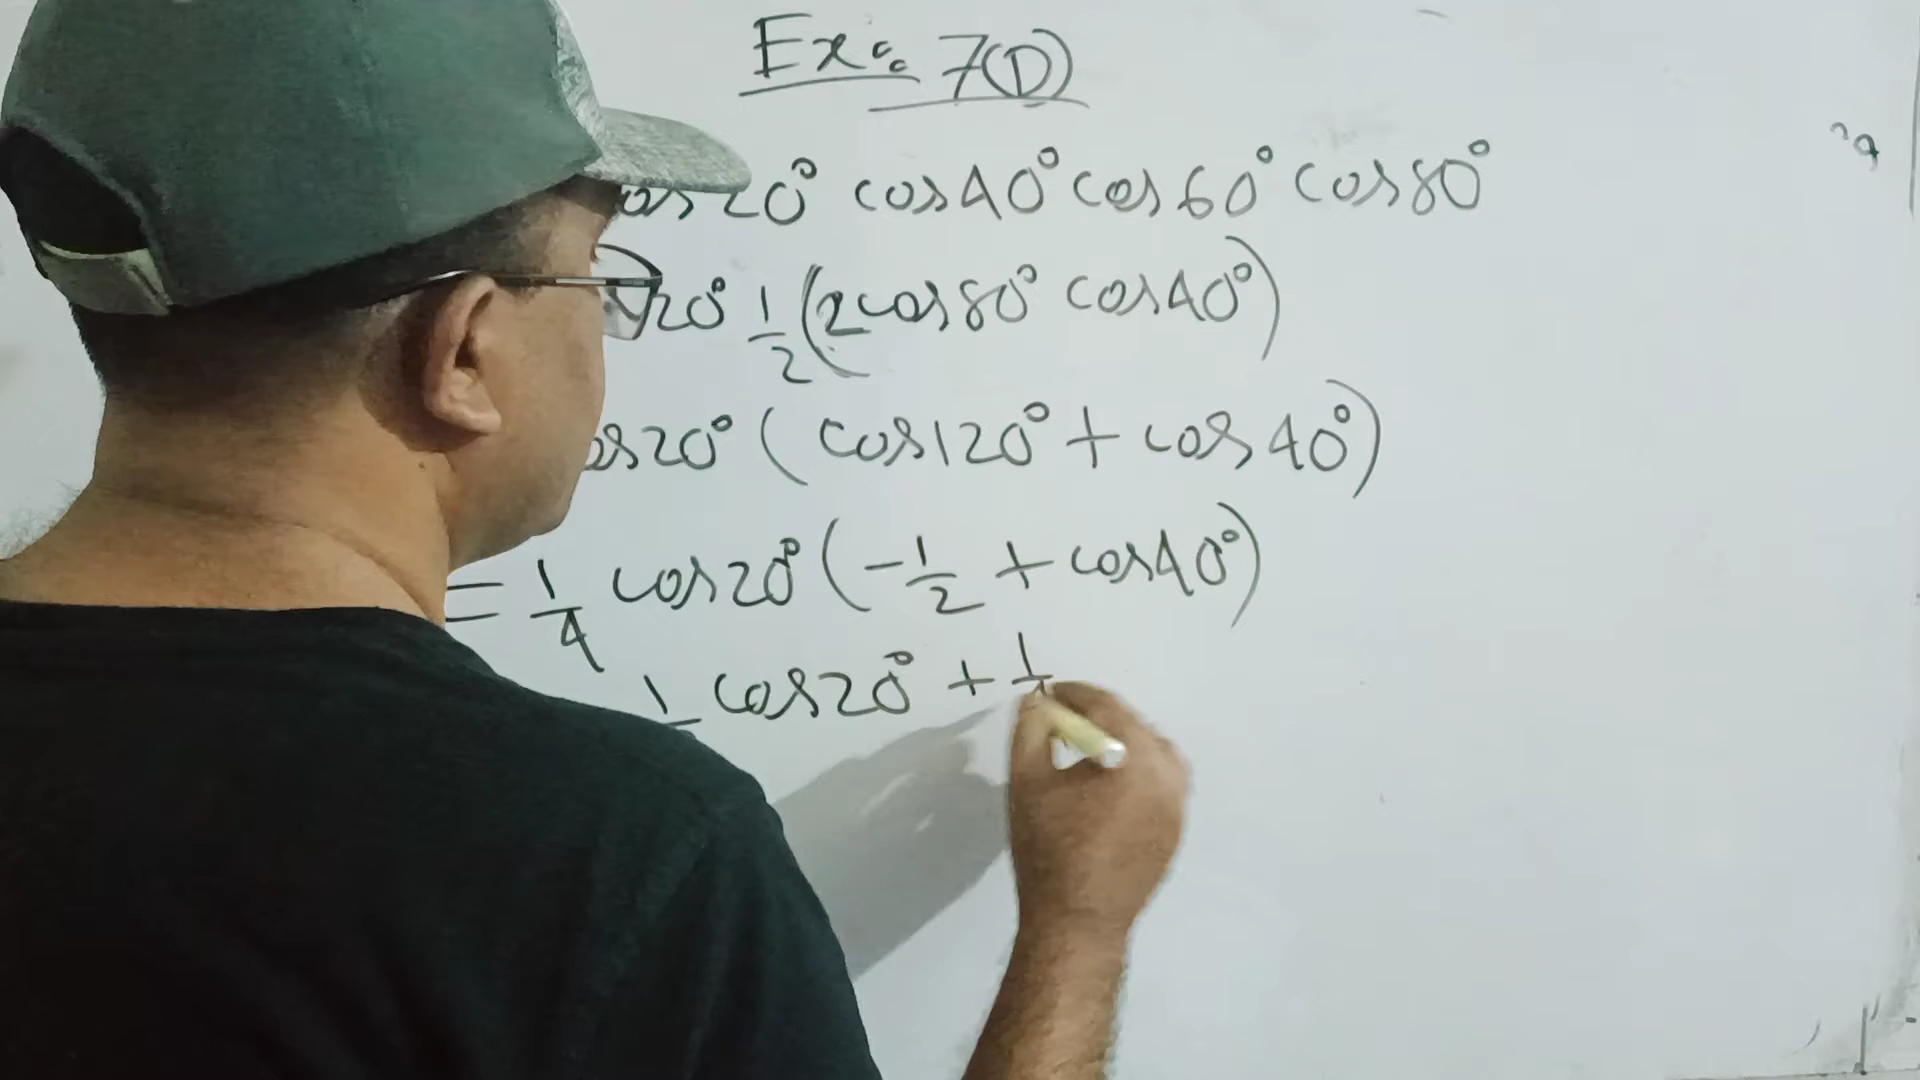 Ex: 7(D)
cos 20° cos 40° cos 60° cos 80°
20° 1/2 (2 cos 80° cos 40°)
cos 20° (cos 120° + cos 40°)
= 1/4 cos 20° (-1/2 + cos 40°)
cos 20° + 1/